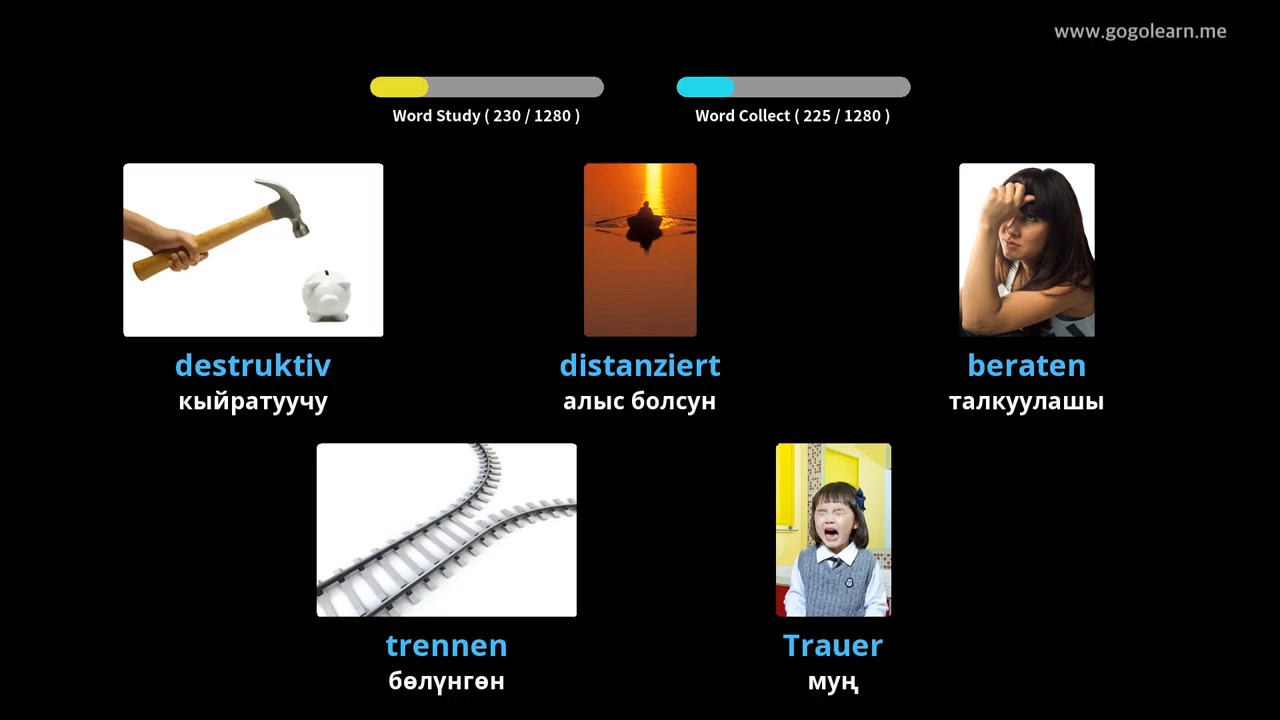 www.gogolearn.me
Word Study ( 230 / 1280 )
Word Collect ( 225 / 1280 )
destruktiv
кыйратуучу
distanziert
алыс болсун
beraten
талкуулашы
trennen
бөлүнгөн
Trauer
муң